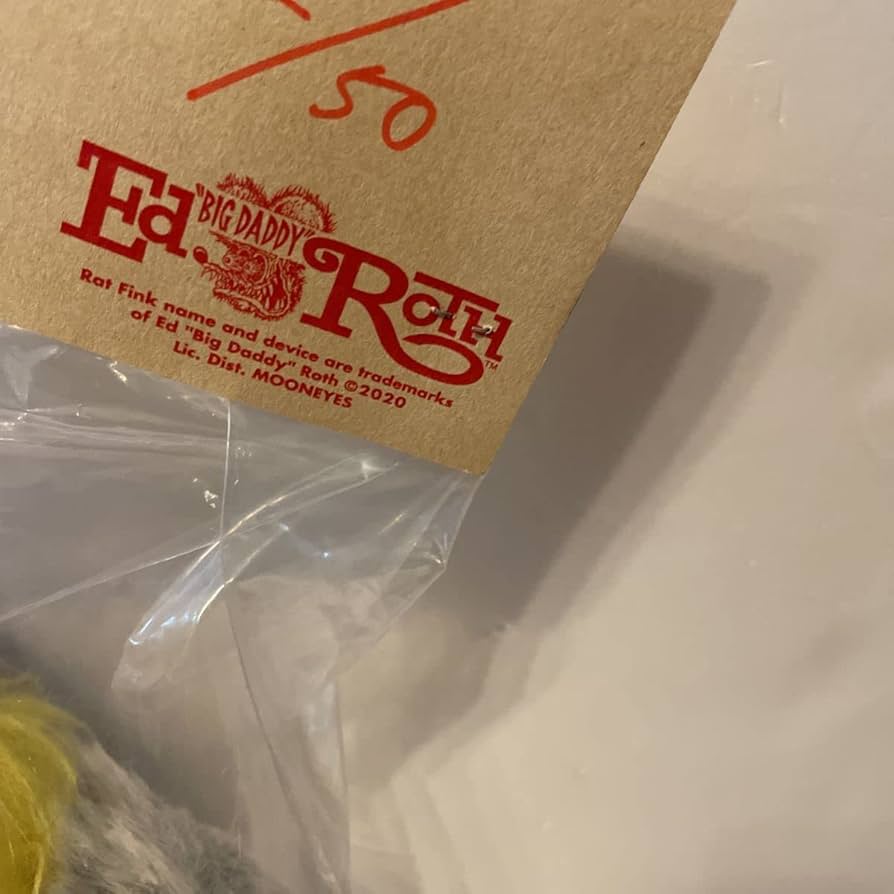 /50
Ed. "BIG DADDY" Roth™
Rat Fink name and device are trademarks
of Ed "Big Daddy" Roth ©2020
Lic. Dist. MOONEYES